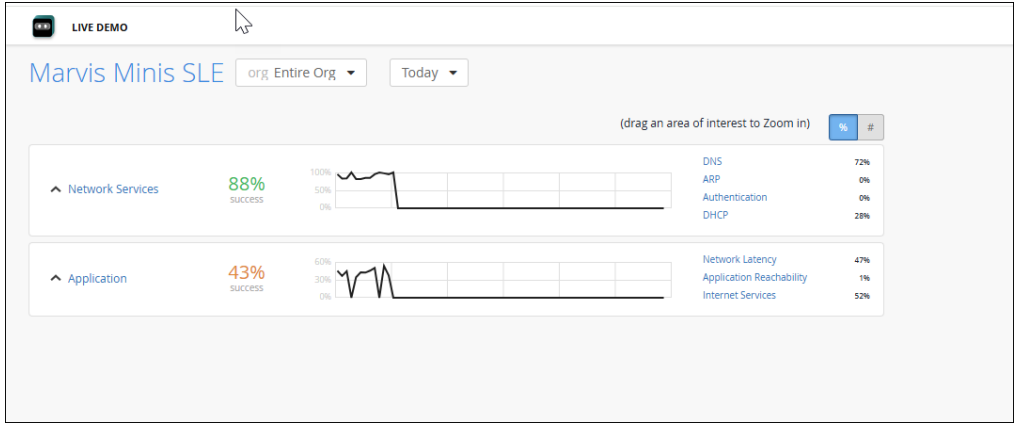 LIVE DEMO
Marvis Minis SLE org Entire Org Today
(drag an area of interest to Zoom in) % #
Network Services 88% success
100%
50%
0%
DNS 72%
ARP 0%
Authentication 0%
DHCP 28%
Application 43% success
60%
30%
0%
Network Latency 47%
Application Reachability 1%
Internet Services 52%